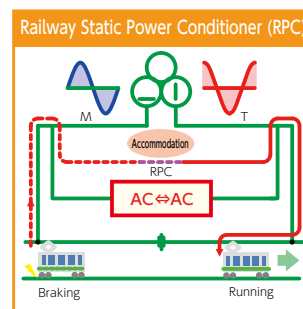 Railway Static Power Conditioner (RPC)
M
T
Accommodation
RPC
AC⇔AC
Braking
Running